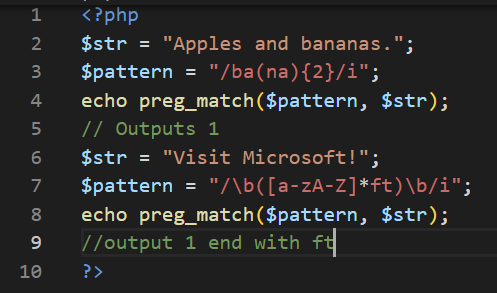 1 <?php
2 $str = "Apples and bananas.";
3 $pattern = "/ba(na){2}/i";
4 echo preg_match($pattern, $str);
5 // Outputs 1
6 $str = "Visit Microsoft!";
7 $pattern = "/\b([a-zA-Z]*ft)\b/i";
8 echo preg_match($pattern, $str);
9 //output 1 end with ft
10 ?>